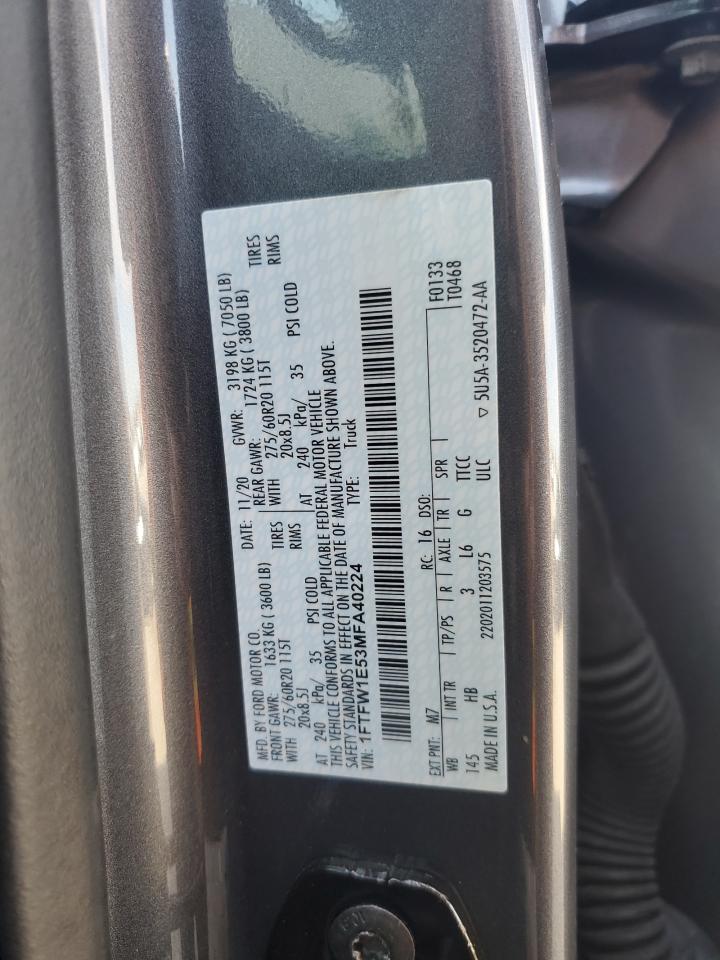 MFD. BY FORD MOTOR CO. DATE: 11/20 GVWR: 3198 KG ( 7050 LB)
FRONT GAWR: 1633 KG ( 3600 LB) REAR GAWR: 1724 KG ( 3800 LB)
WITH 275/60R20 115T TIRES WITH 275/60R20 115T TIRES
20x8.5J RIMS 20x8.5J RIMS
AT 240 kPa/ 35 PSI COLD AT 240 kPa/ 35 PSI COLD
THIS VEHICLE CONFORMS TO ALL APPLICABLE FEDERAL MOTOR VEHICLE
SAFETY STANDARDS IN EFFECT ON THE DATE OF MANUFACTURE SHOWN ABOVE.
VIN: 1FTFW1E53MFA40224 TYPE: Truck
EXT PNT: M7 RC: 16 DSO: F0133
WB INT TR TP/PS R AXLE TR SPR T0468
145 HB 3 L6 G TTCC
MADE IN U.S.A. 2202011203575 ULC ▽ 5U5A-3520472-AA